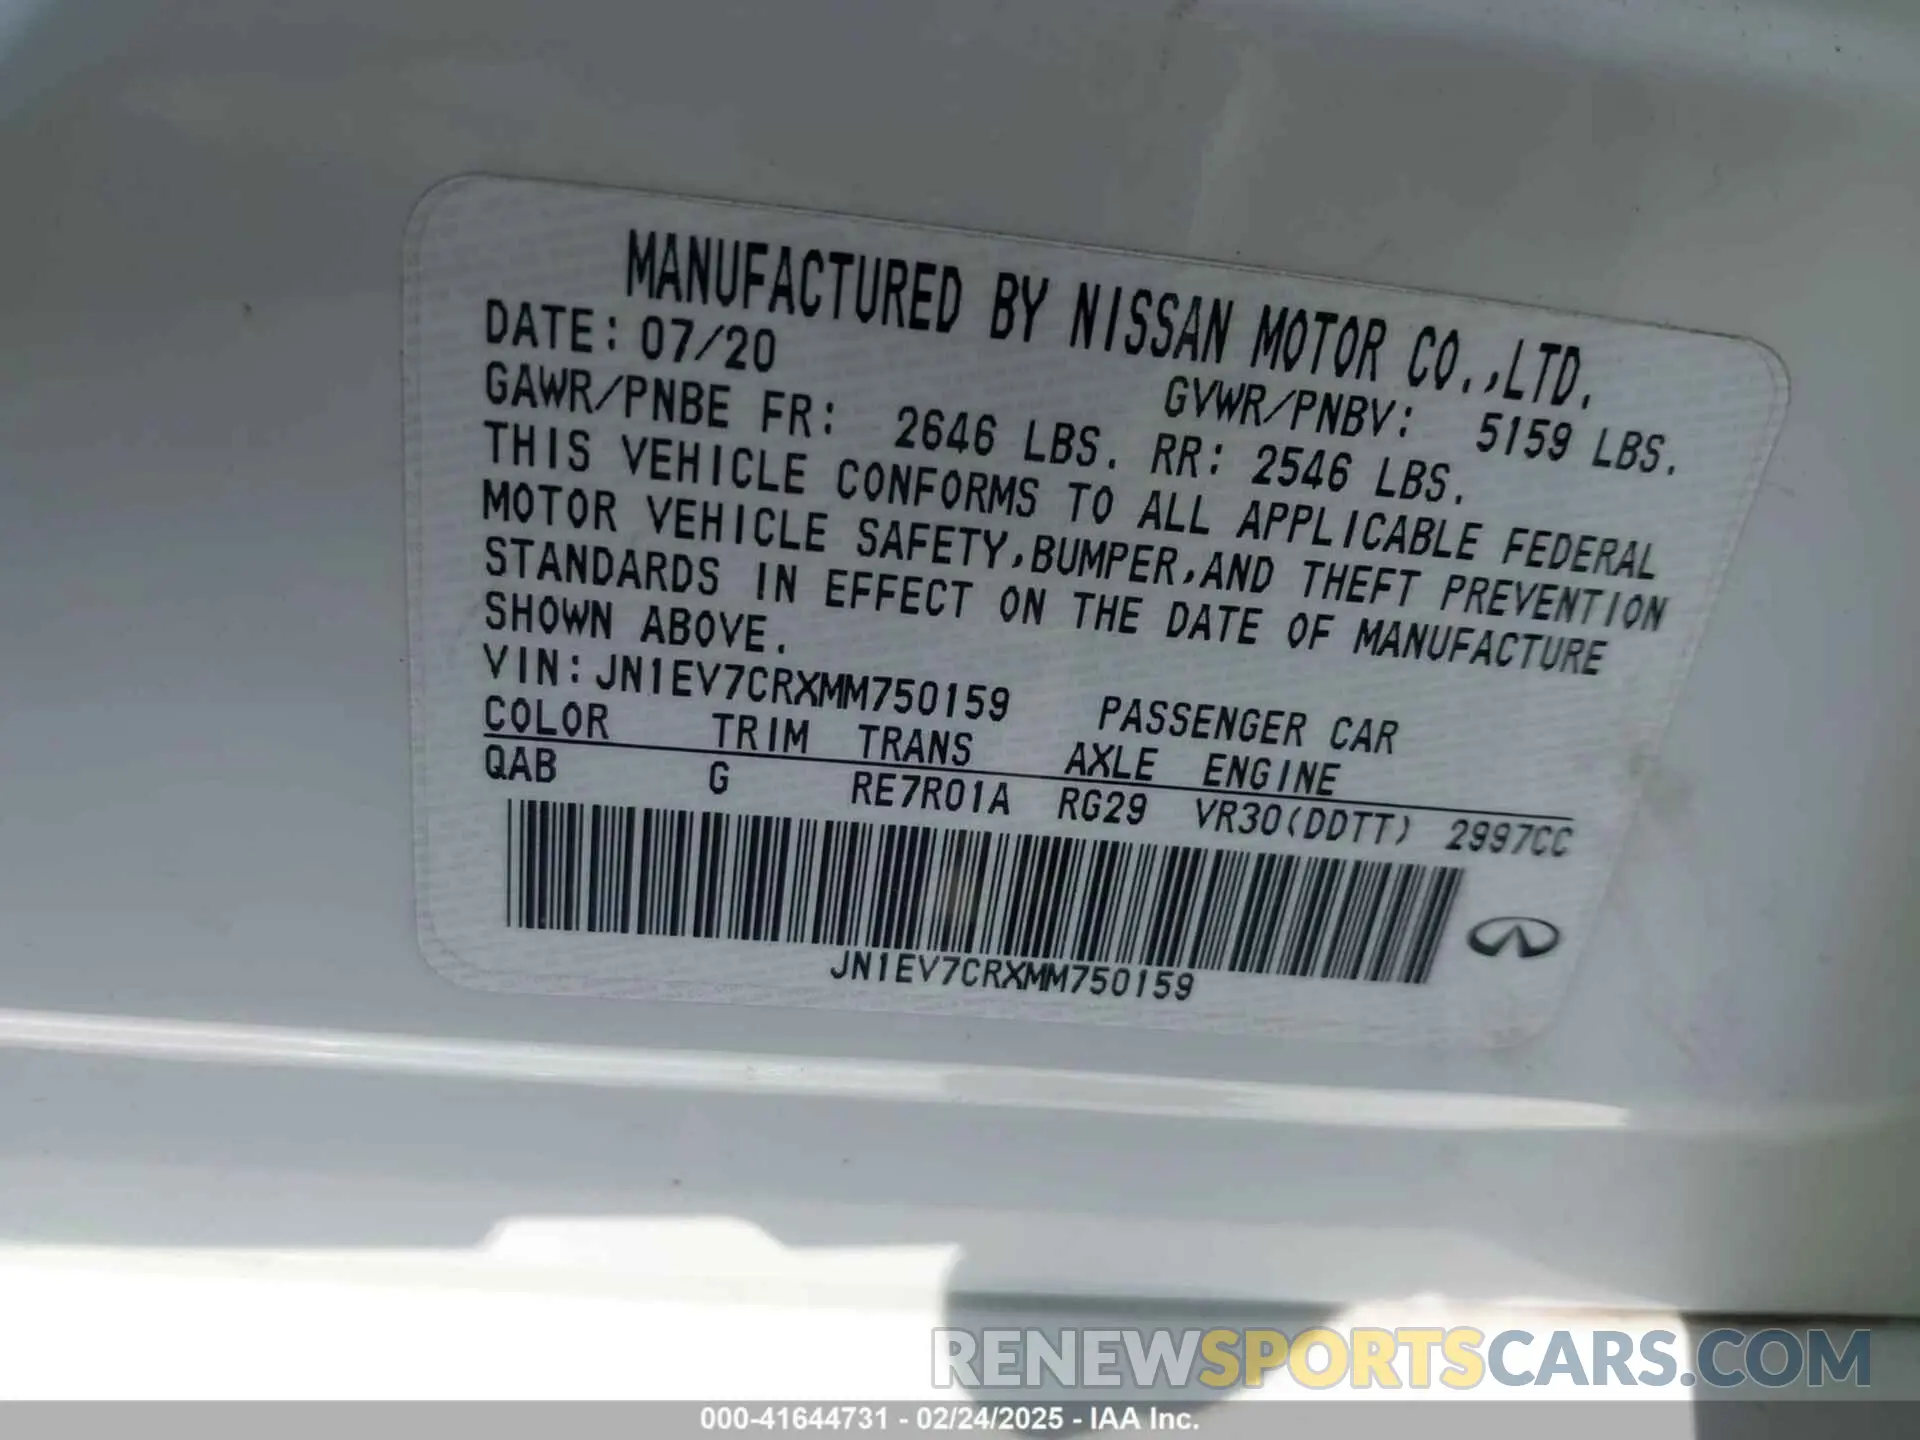 MANUFACTURED BY NISSAN MOTOR CO.,LTD.
DATE: 07/20 GVWR/PNBV: 5159 LBS.
GAWR/PNBE FR: 2646 LBS. RR: 2546 LBS.
THIS VEHICLE CONFORMS TO ALL APPLICABLE FEDERAL
MOTOR VEHICLE SAFETY,BUMPER,AND THEFT PREVENTION
STANDARDS IN EFFECT ON THE DATE OF MANUFACTURE
SHOWN ABOVE.
VIN: JN1EV7CRXMM750159 PASSENGER CAR
COLOR TRIM TRANS AXLE ENGINE
QAB G RE7R01A RG29 VR30(DDTT) 2997CC
JN1EV7CRXMM750159
RENEWSPORTSCARS.COM
000-41644731 - 02/24/2025 - IAA Inc.